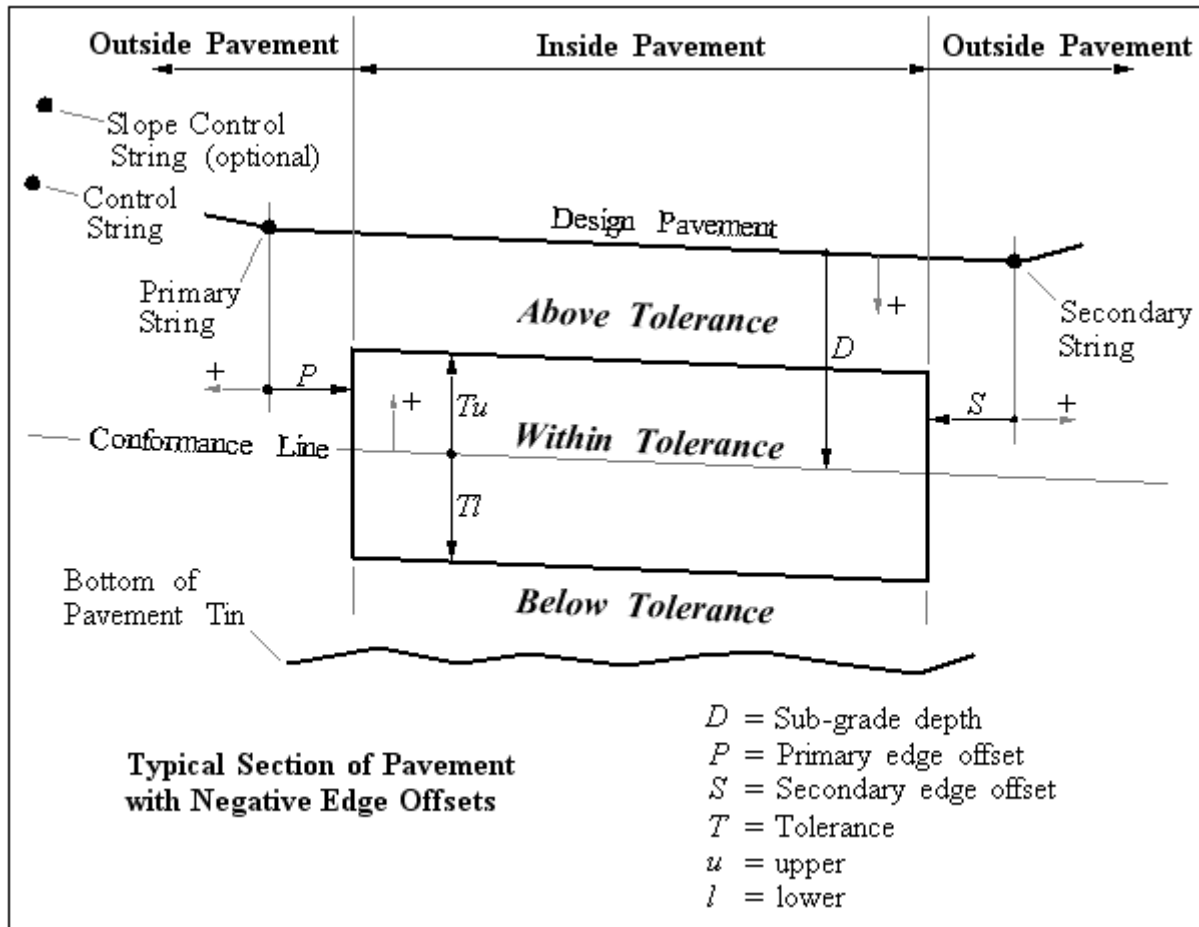 Outside Pavement
Inside Pavement
Outside Pavement
Slope Control
String (optional)
Control
String
Design Pavement
Primary
String
Above Tolerance
+
D
Secondary
String
+
P
+
Tu
S
+
Conformance Line
Within Tolerance
Tl
Bottom of
Pavement Tin
Below Tolerance
D = Sub-grade depth
P = Primary edge offset
S = Secondary edge offset
T = Tolerance
u = upper
l = lower
Typical Section of Pavement
with Negative Edge Offsets